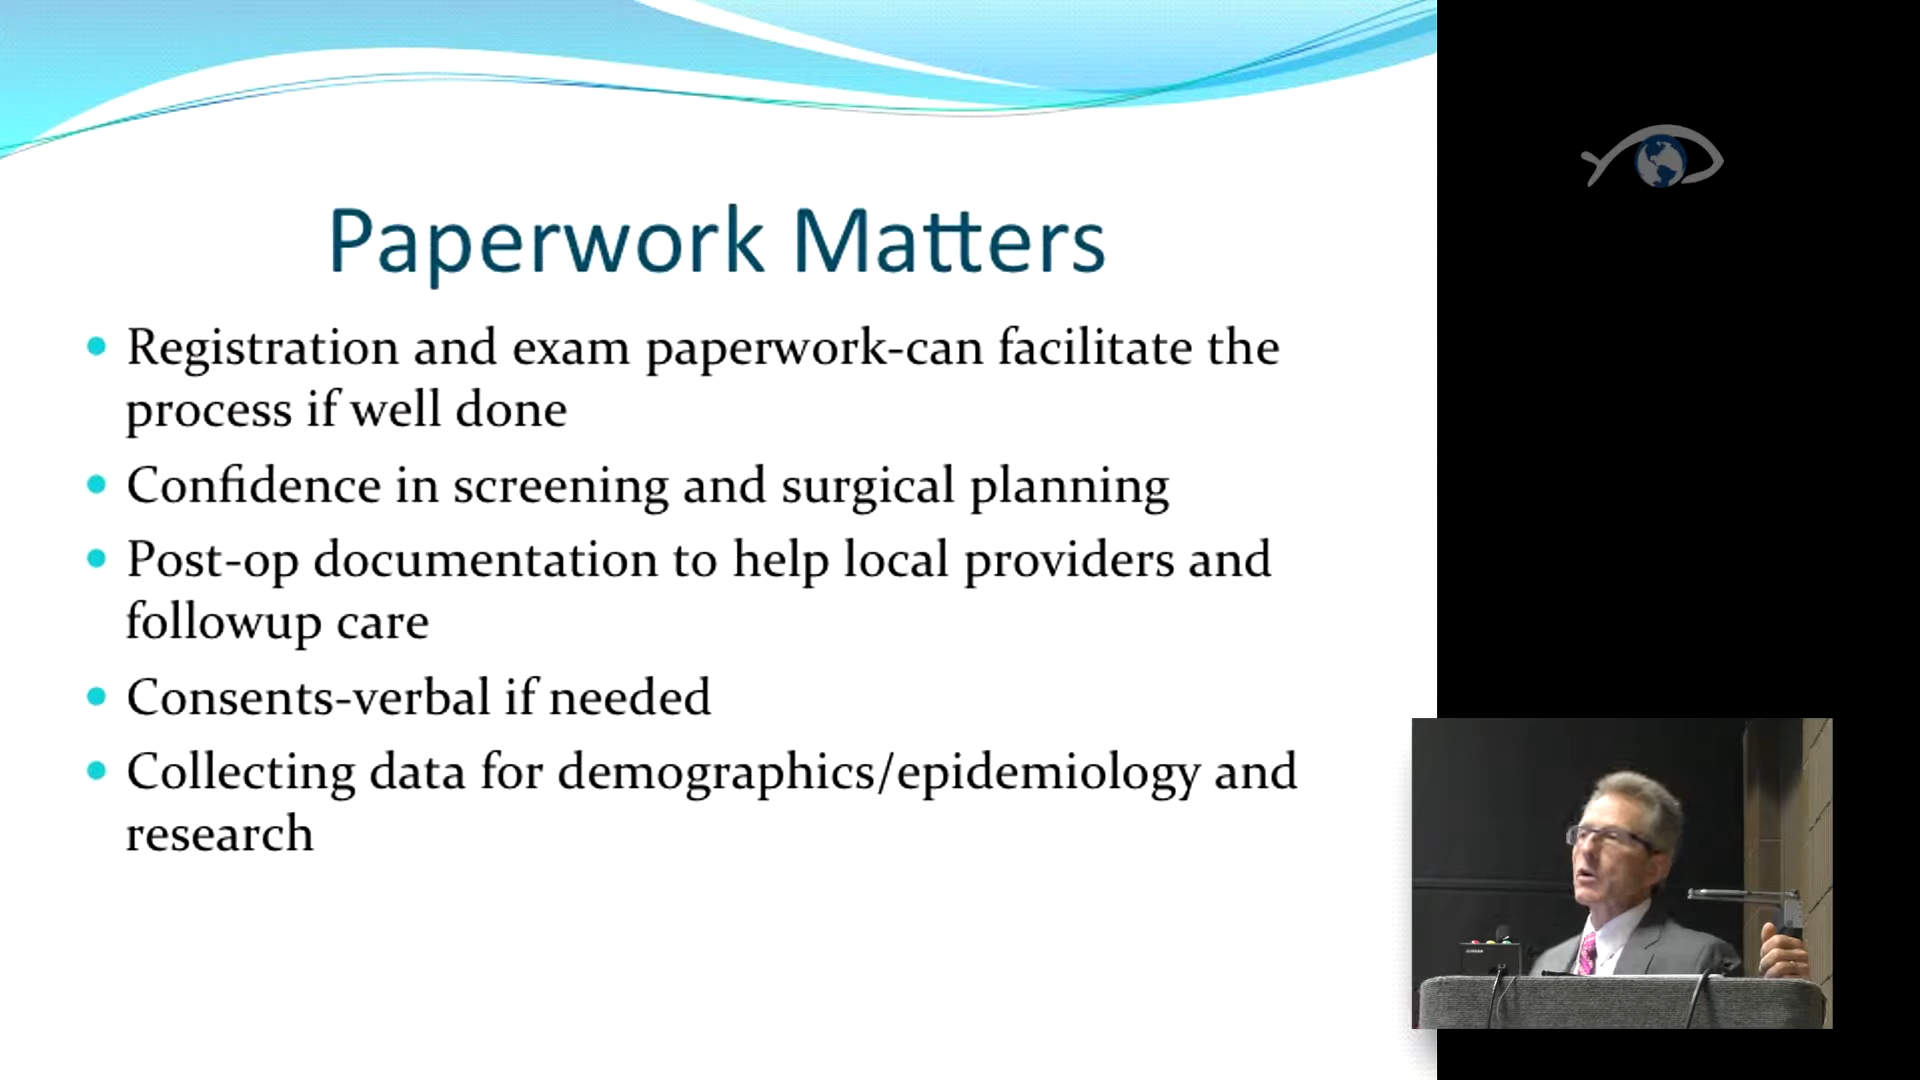 Paperwork Matters
Registration and exam paperwork-can facilitate the
process if well done
Confidence in screening and surgical planning
Post-op documentation to help local providers and
followup care
Consents-verbal if needed
Collecting data for demographics/epidemiology and
research